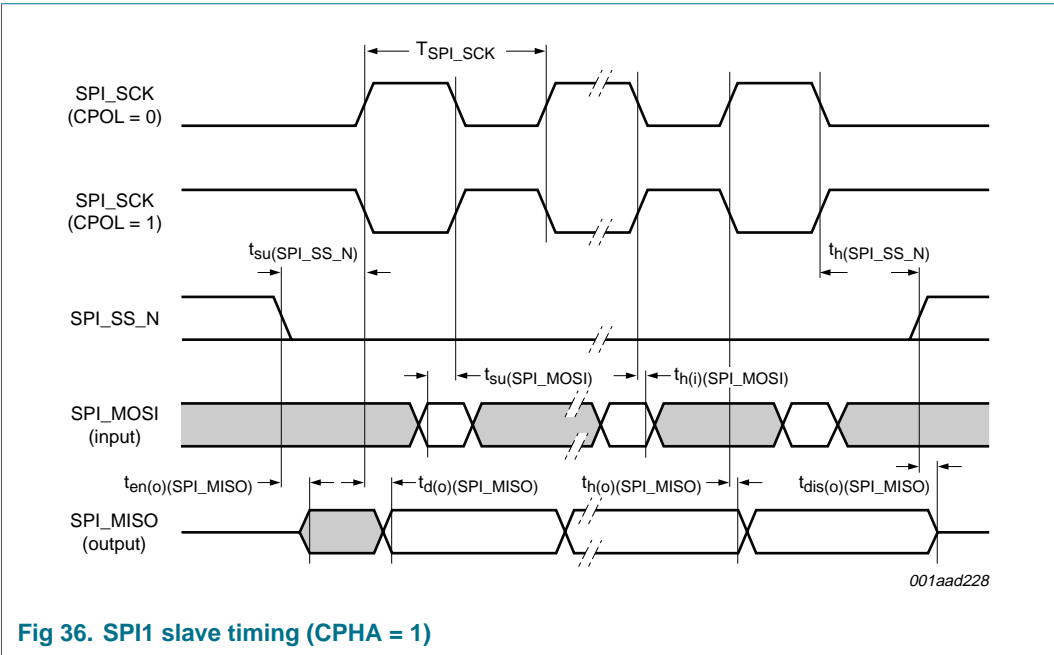 TSPI_SCK
SPI_SCK
(CPOL = 0)
SPI_SCK
(CPOL = 1)
tsu(SPI_SS_N)
th(SPI_SS_N)
SPI_SS_N
tsu(SPI_MOSI)
th(i)(SPI_MOSI)
SPI_MOSI
(input)
ten(o)(SPI_MISO)
td(o)(SPI_MISO)
th(o)(SPI_MISO)
tdis(o)(SPI_MISO)
SPI_MISO
(output)
001aad228
Fig 36. SPI1 slave timing (CPHA = 1)